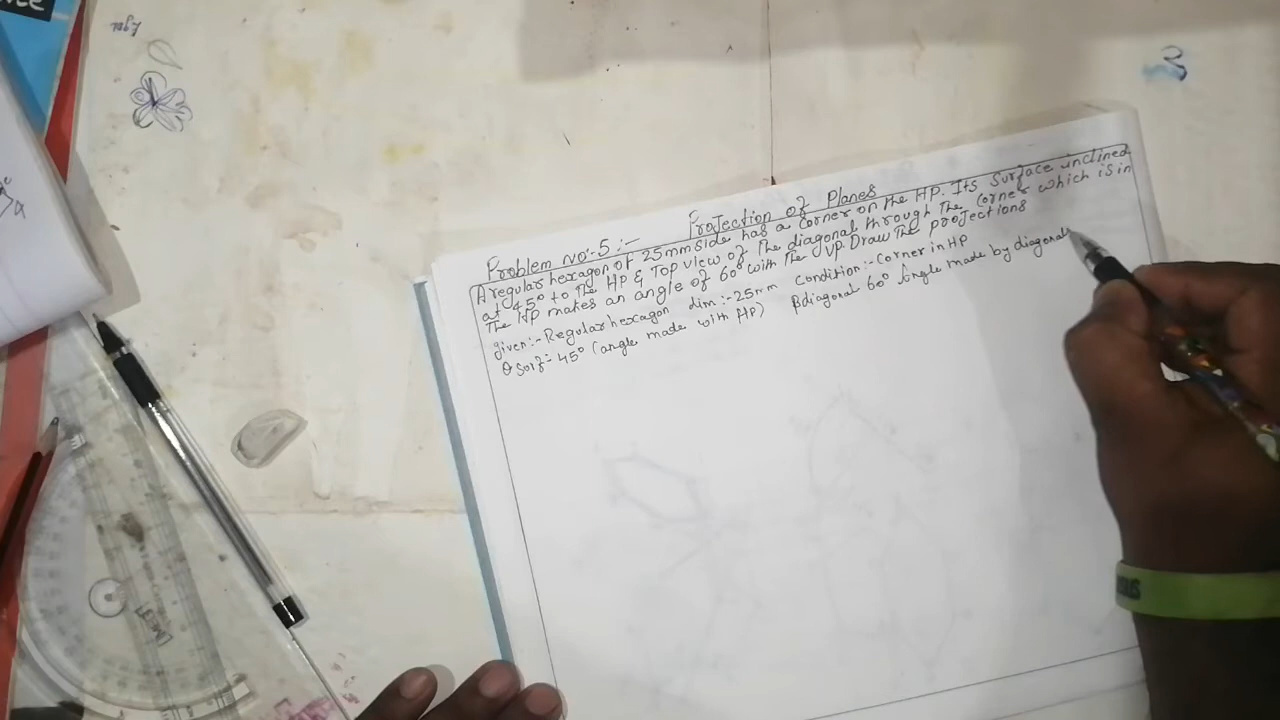 Projection of Planes
Problem no:-5:-
A regular hexagon of 25mm side has a corner on the HP. Its surface inclined
at 45° to the HP & Top view of the diagonal through the corner which is in
The HP makes an angle of 60° with the VP. Draw the projections
given:- Regular hexagon dim:- 25mm Condition:- Corner in HP
θ surf= 45° (angle made with HP) β diagonal 60° Angle made by diagonal